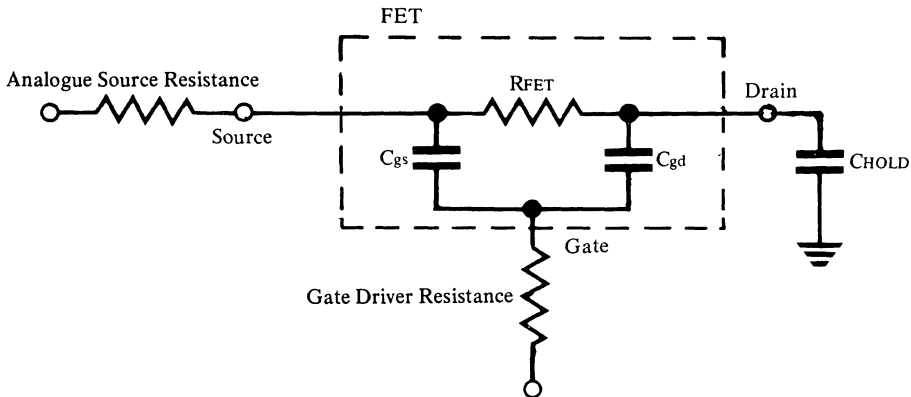 FET
Analogue Source Resistance
RFET
Drain
Source
Cgs
Cgd
CHOLD
Gate
Gate Driver Resistance